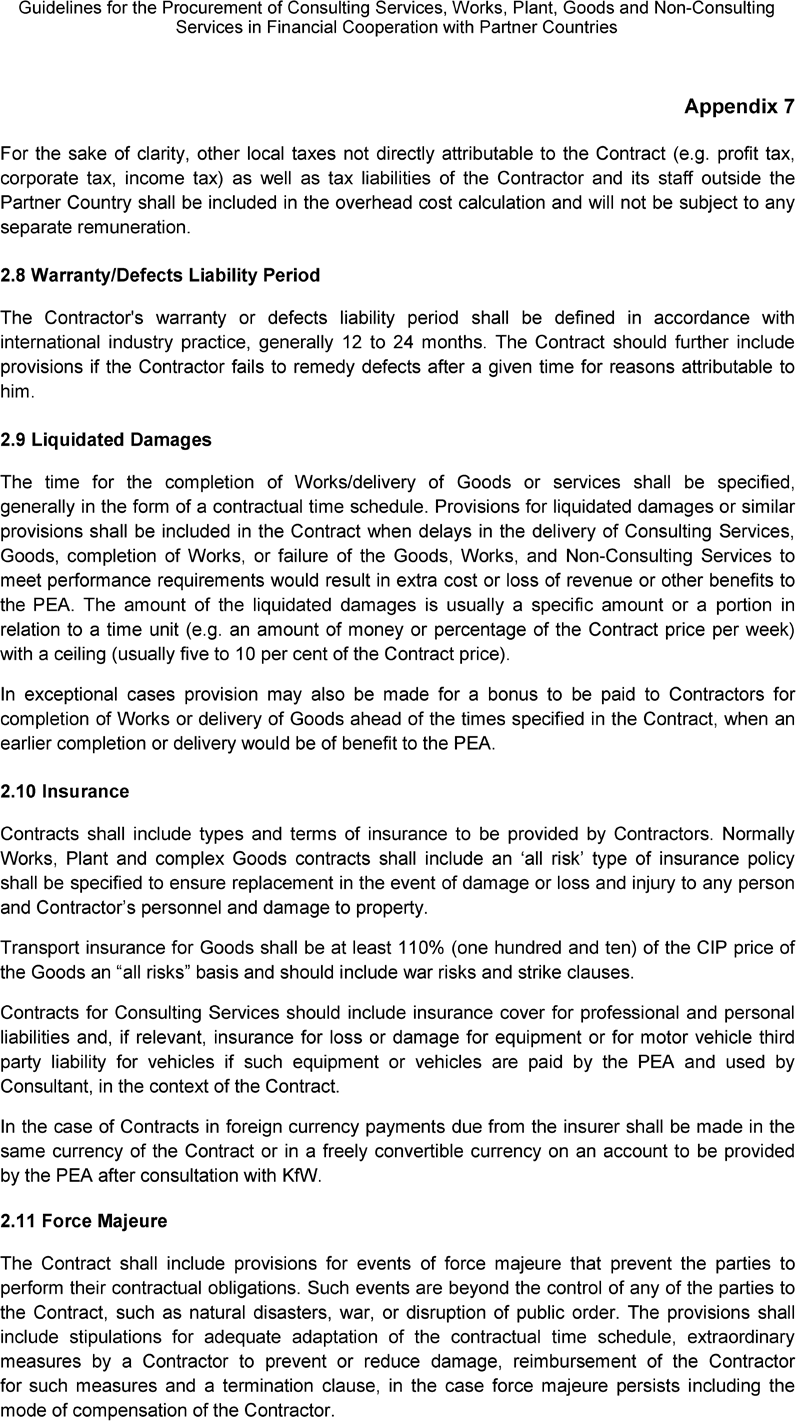 Guidelines for the Procurement of Consulting Services, Works, Plant, Goods and Non-Consulting
Services in Financial Cooperation with Partner Countries
Appendix 7
For the sake of clarity, other local taxes not directly attributable to the Contract (e.g. profit tax,
corporate tax, income tax) as well as tax liabilities of the Contractor and its staff outside the
Partner Country shall be included in the overhead cost calculation and will not be subject to any
separate remuneration.
2.8 Warranty/Defects Liability Period
The Contractor's warranty or defects liability period shall be defined in accordance with
international industry practice, generally 12 to 24 months. The Contract should further include
provisions if the Contractor fails to remedy defects after a given time for reasons attributable to
him.
2.9 Liquidated Damages
The time for the completion of Works/delivery of Goods or services shall be specified,
generally in the form of a contractual time schedule. Provisions for liquidated damages or similar
provisions shall be included in the Contract when delays in the delivery of Consulting Services,
Goods, completion of Works, or failure of the Goods, Works, and Non-Consulting Services to
meet performance requirements would result in extra cost or loss of revenue or other benefits to
the PEA. The amount of the liquidated damages is usually a specific amount or a portion in
relation to a time unit (e.g. an amount of money or percentage of the Contract price per week)
with a ceiling (usually five to 10 per cent of the Contract price).
In exceptional cases provision may also be made for a bonus to be paid to Contractors for
completion of Works or delivery of Goods ahead of the times specified in the Contract, when an
earlier completion or delivery would be of benefit to the PEA.
2.10 Insurance
Contracts shall include types and terms of insurance to be provided by Contractors. Normally
Works, Plant and complex Goods contracts shall include an ‘all risk’ type of insurance policy
shall be specified to ensure replacement in the event of damage or loss and injury to any person
and Contractor’s personnel and damage to property.
Transport insurance for Goods shall be at least 110% (one hundred and ten) of the CIP price of
the Goods an “all risks” basis and should include war risks and strike clauses.
Contracts for Consulting Services should include insurance cover for professional and personal
liabilities and, if relevant, insurance for loss or damage for equipment or for motor vehicle third
party liability for vehicles if such equipment or vehicles are paid by the PEA and used by
Consultant, in the context of the Contract.
In the case of Contracts in foreign currency payments due from the insurer shall be made in the
same currency of the Contract or in a freely convertible currency on an account to be provided
by the PEA after consultation with KfW.
2.11 Force Majeure
The Contract shall include provisions for events of force majeure that prevent the parties to
perform their contractual obligations. Such events are beyond the control of any of the parties to
the Contract, such as natural disasters, war, or disruption of public order. The provisions shall
include stipulations for adequate adaptation of the contractual time schedule, extraordinary
measures by a Contractor to prevent or reduce damage, reimbursement of the Contractor
for such measures and a termination clause, in the case force majeure persists including the
mode of compensation of the Contractor.